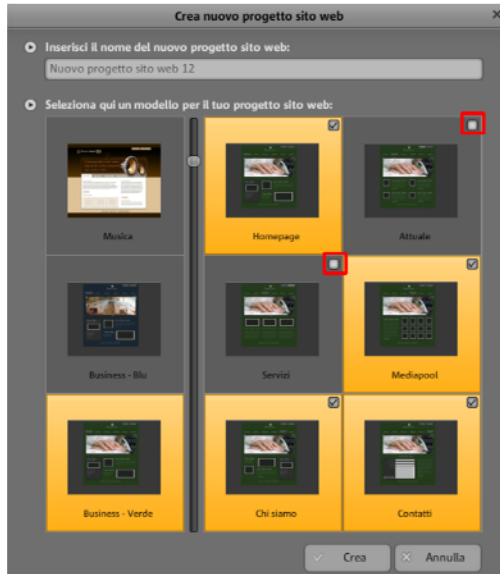 Crea nuovo progetto sito web
Inserisci il nome del nuovo progetto sito web:
Nuovo progetto sito web 12
Seleziona qui un modello per il tuo progetto sito web:
Musica
Homepage
Attuale
Business - Blu
Servizi
Mediapool
Business - Verde
Chi siamo
Contatti
Crea
Annulla